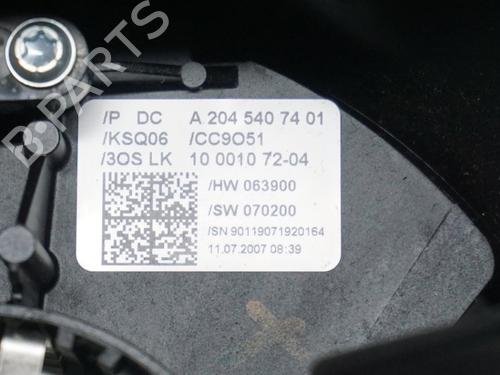 /P DC A 204 540 74 01
/KSQ06 /CC9O51
/3OS LK 10 0010 72-04
/HW 063900
/SW 070200
/SN 90119071920164
11.07.2007 08:39
B-PARTS